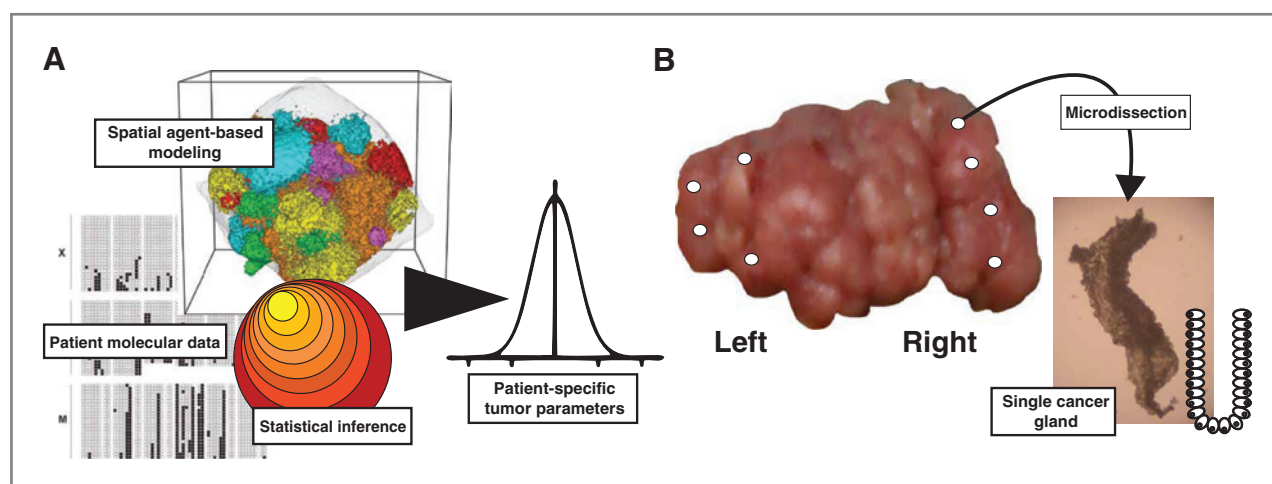 A
Spatial agent-based
modeling
X
Patient molecular data
M
Statistical inference
Patient-specific
tumor parameters
B
Microdissection
Left
Right
Single cancer
gland